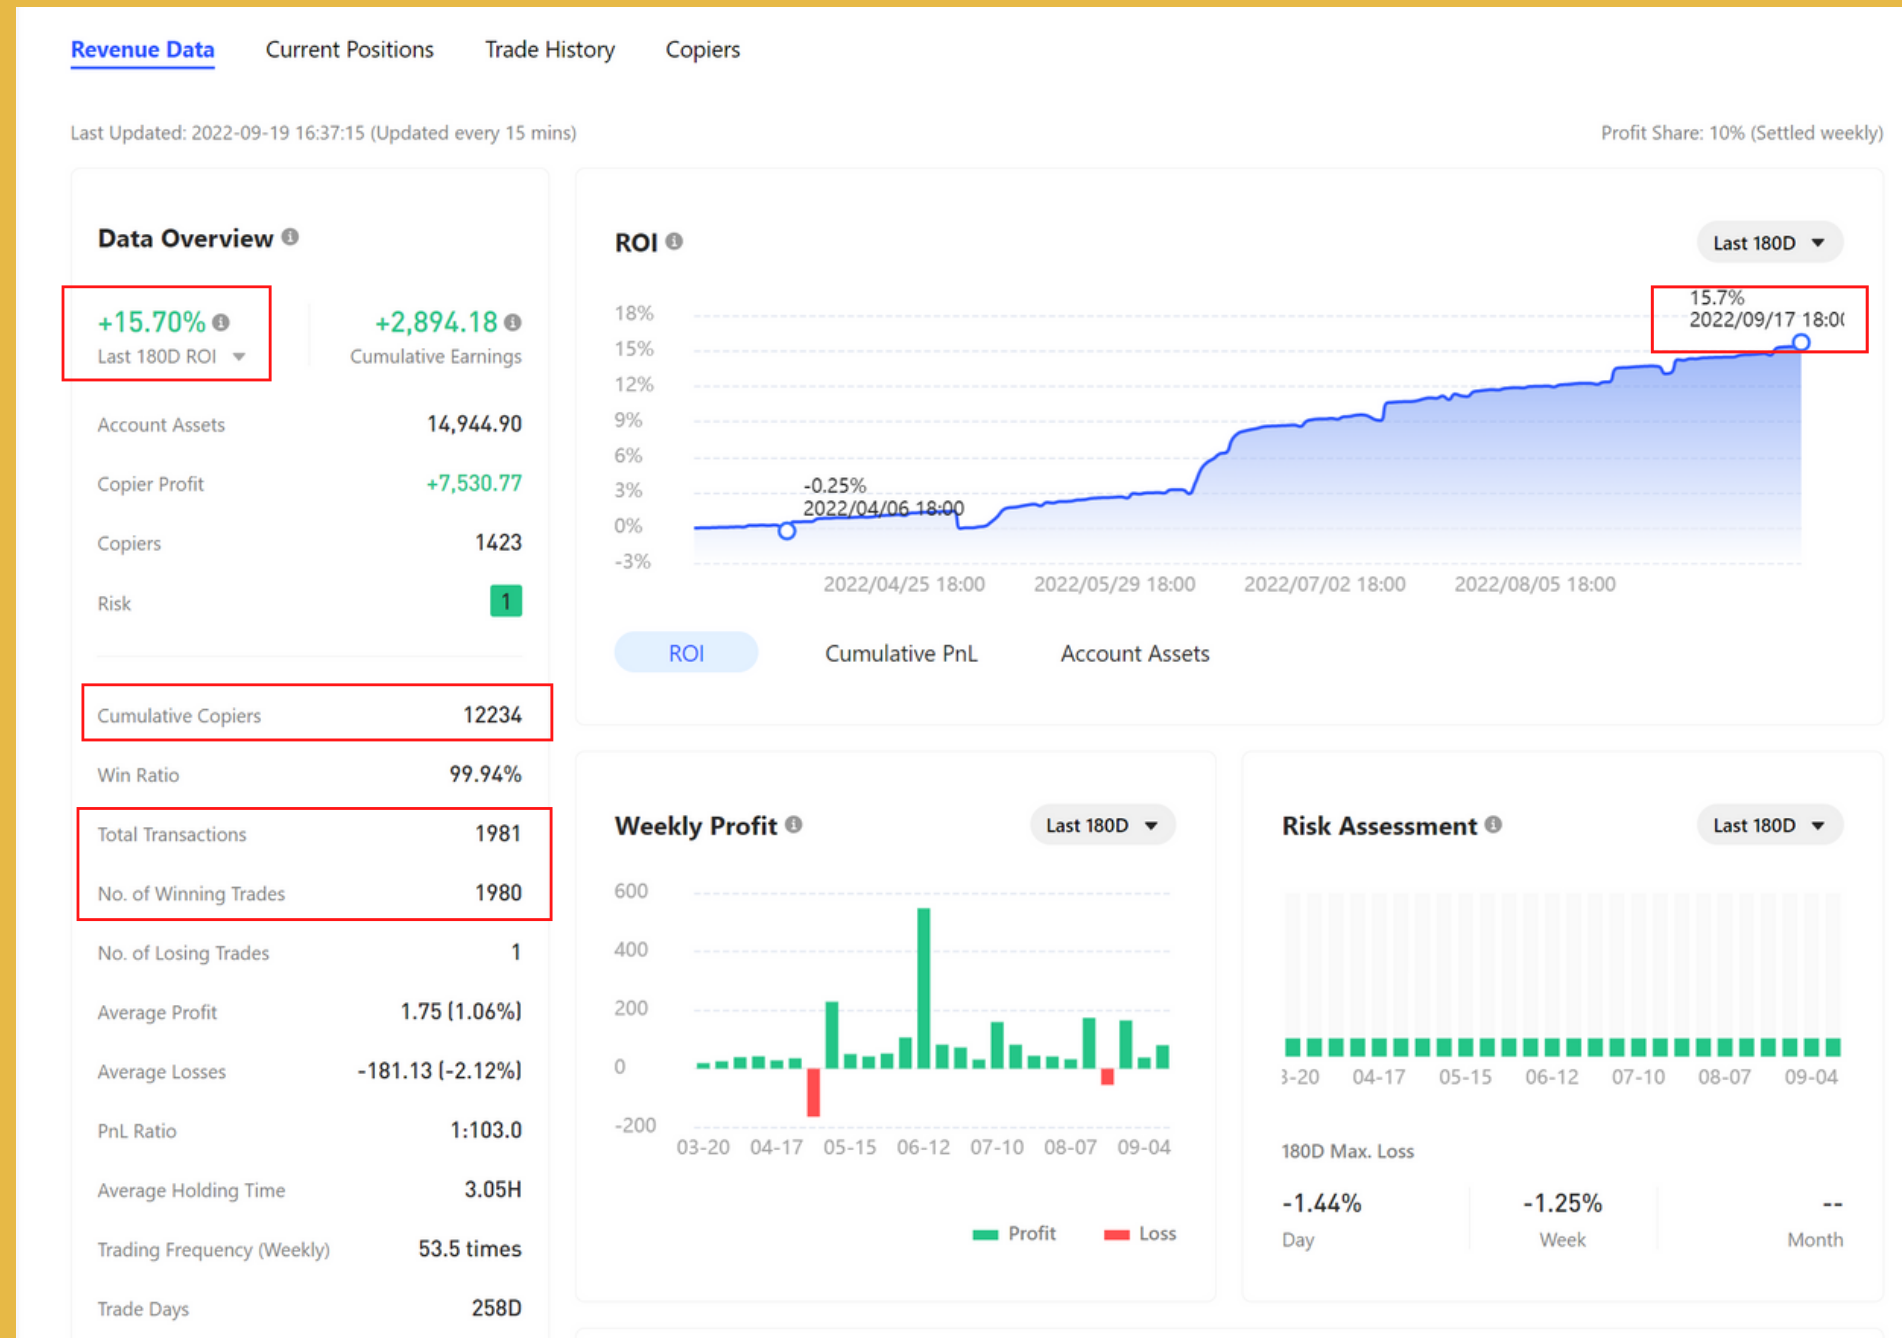 Revenue Data Current Positions Trade History Copiers
Last Updated: 2022-09-19 16:37:15 (Updated every 15 mins) Profit Share: 10% (Settled weekly)
Data Overview
+15.70% +2,894.18
Last 180D ROI Cumulative Earnings
Account Assets 14,944.90
Copier Profit +7,530.77
Copiers 1423
Risk 1
Cumulative Copiers 12234
Win Ratio 99.94%
Total Transactions 1981
No. of Winning Trades 1980
No. of Losing Trades 1
Average Profit 1.75 (1.06%)
Average Losses -181.13 (-2.12%)
PnL Ratio 1:103.0
Average Holding Time 3.05H
Trading Frequency (Weekly) 53.5 times
Trade Days 258D
ROI Last 180D
15.7%
2022/09/17 18:00
18%
15%
12%
9%
6%
3%
0%
-3%
-0.25%
2022/04/06 18:00
2022/04/25 18:00 2022/05/29 18:00 2022/07/02 18:00 2022/08/05 18:00
ROI Cumulative PnL Account Assets
Weekly Profit Last 180D
600
400
200
0
-200
03-20 04-17 05-15 06-12 07-10 08-07 09-04
Profit Loss
Risk Assessment Last 180D
3-20 04-17 05-15 06-12 07-10 08-07 09-04
180D Max. Loss
-1.44% -1.25% --
Day Week Month